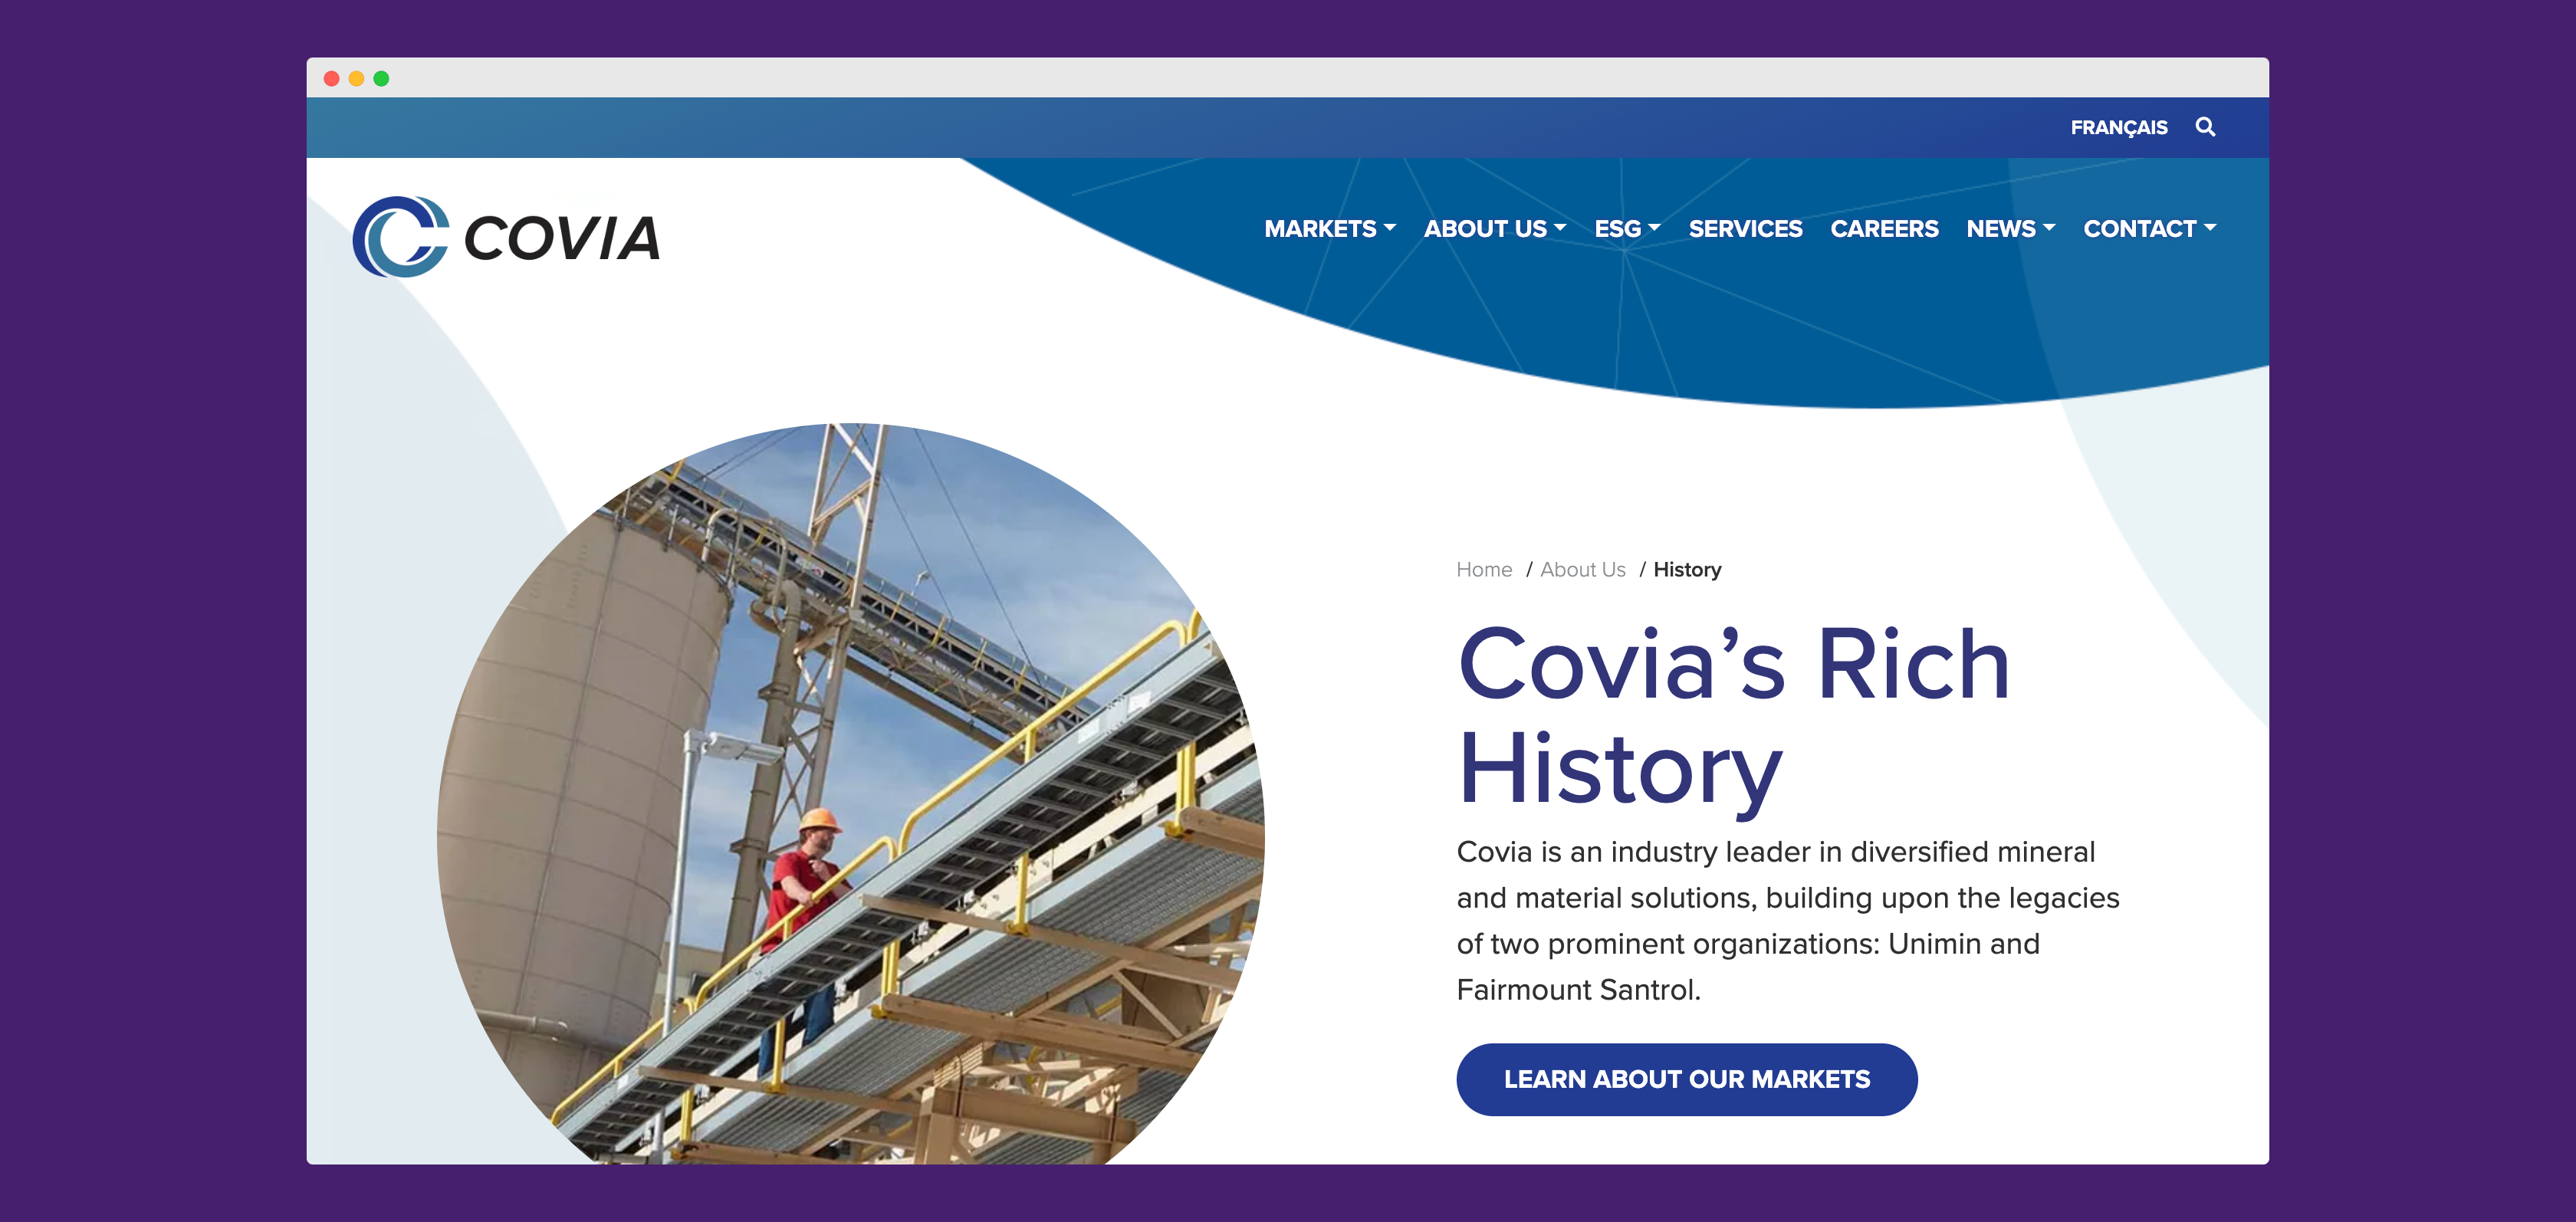 FRANÇAIS
COVIA
MARKETS ABOUT US ESG SERVICES CAREERS NEWS CONTACT
Home / About Us / History
Covia’s Rich
History
Covia is an industry leader in diversified mineral
and material solutions, building upon the legacies
of two prominent organizations: Unimin and
Fairmount Santrol.
LEARN ABOUT OUR MARKETS